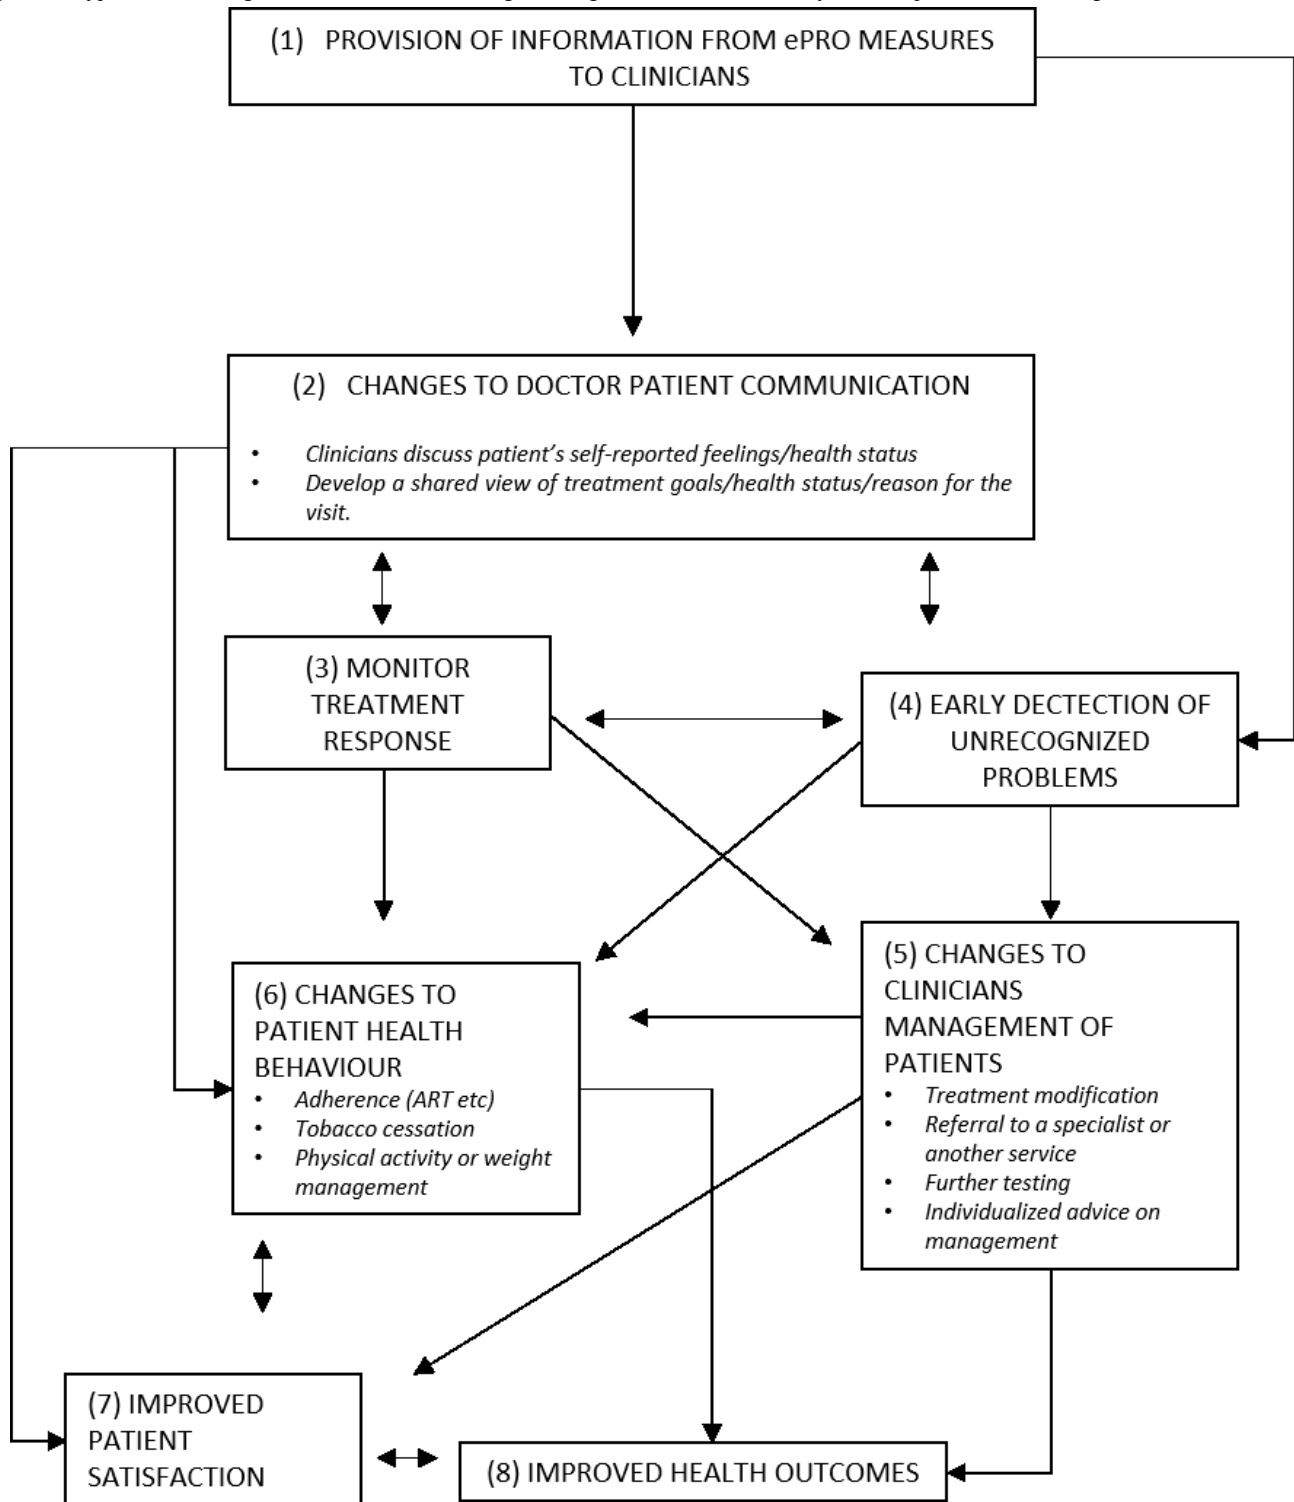 (1) PROVISION OF INFORMATION FROM ePRO MEASURES
TO CLINICIANS
(2) CHANGES TO DOCTOR PATIENT COMMUNICATION
• Clinicians discuss patient's self-reported feelings/health status
• Develop a shared view of treatment goals/health status/reason for the
visit.
(3) MONITOR
TREATMENT
RESPONSE
(4) EARLY DECTECTION OF
UNRECOGNIZED
PROBLEMS
(5) CHANGES TO
CLINICIANS
MANAGEMENT OF
PATIENTS
• Treatment modification
• Referral to a specialist or
another service
• Further testing
• Individualized advice on
management
(6) CHANGES TO
PATIENT HEALTH
BEHAVIOUR
• Adherence (ART etc)
• Tobacco cessation
• Physical activity or weight
management
(7) IMPROVED
PATIENT
SATISFACTION
(8) IMPROVED HEALTH OUTCOMES